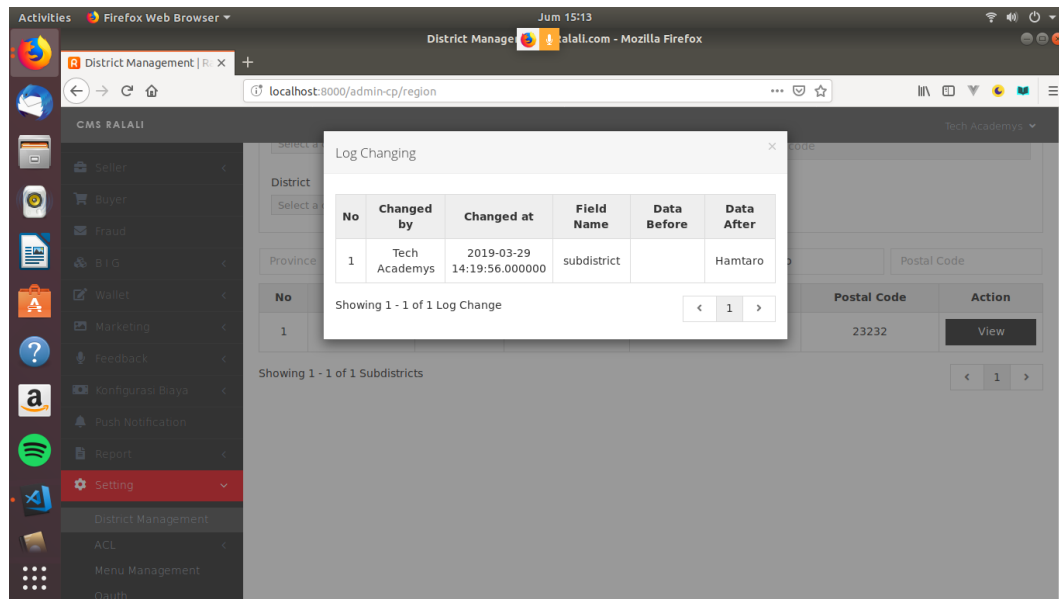 Activities Firefox Web Browser Jum 15:13
District Manage alali.com - Mozilla Firefox
District Management | R
localhost:8000/admin-cp/region
CMS RALALI Tech Academys
Seller
Buyer
Fraud
BIG
Wallet
Marketing
Feedback
Konfigurasi Biaya
Push Notification
Report
Setting
District Management
ACL
Menu Management
Oauth
Select a code
District
Select a
Province Postal Code
No Postal Code Action
1 23232 View
Showing 1 - 1 of 1 Subdistricts
1
Log Changing
No Changed by Changed at Field Name Data Before Data After
1 Tech Academys 2019-03-29 14:19:56.000000 subdistrict Hamtaro
Showing 1 - 1 of 1 Log Change
1